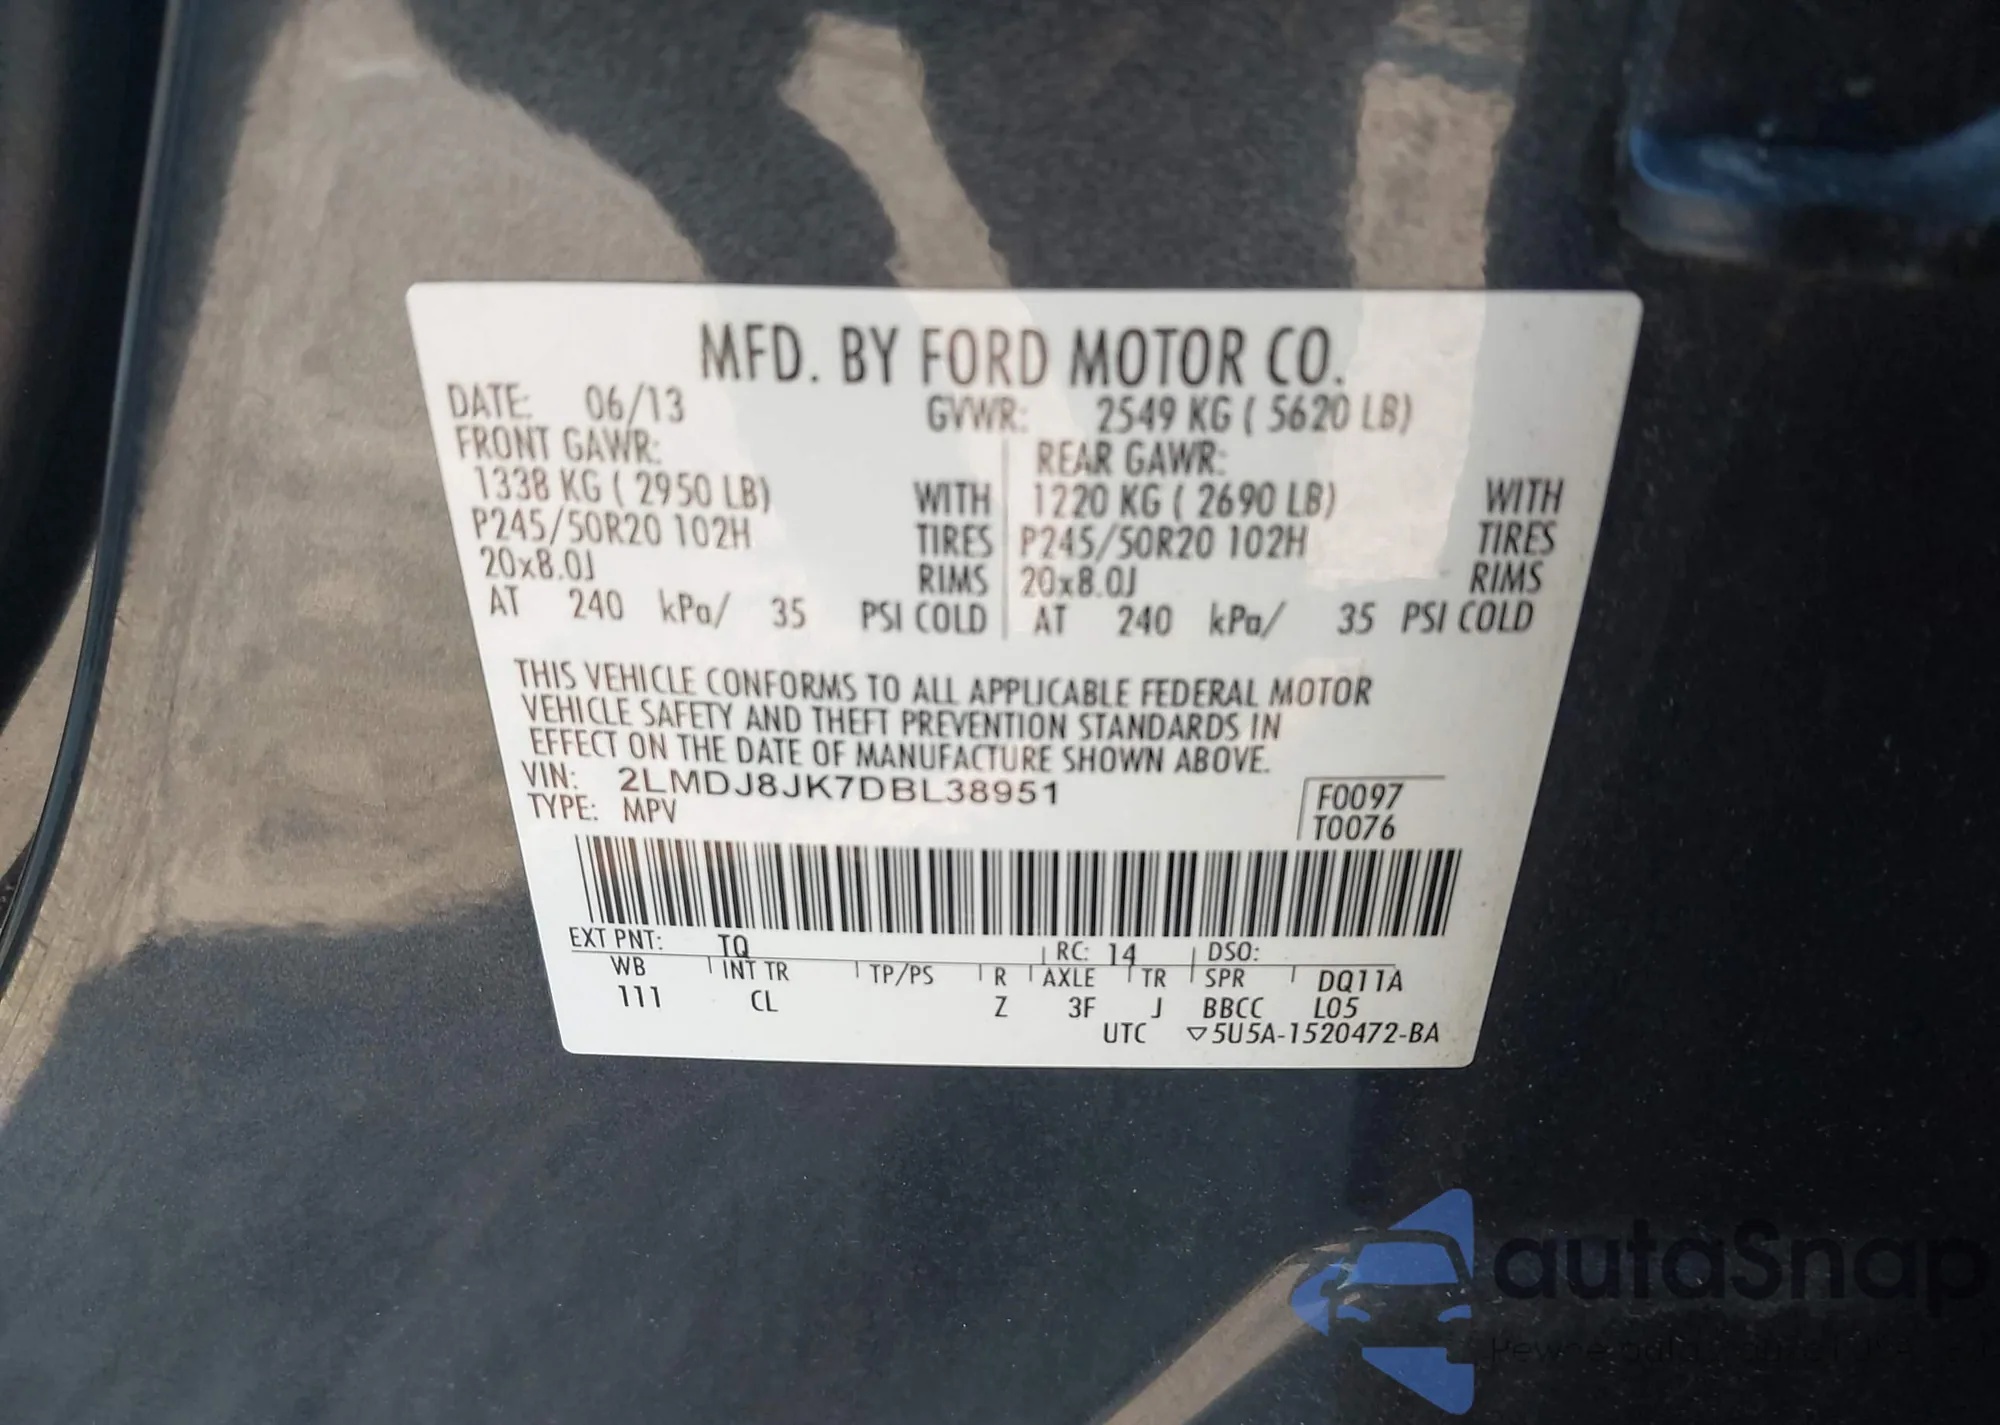 MFD. BY FORD MOTOR CO.
DATE: 06/13 GVWR: 2549 KG ( 5620 LB)
FRONT GAWR: REAR GAWR:
1338 KG ( 2950 LB) WITH 1220 KG ( 2690 LB) WITH
P245/50R20 102H TIRES P245/50R20 102H TIRES
20x8.0J RIMS 20x8.0J RIMS
AT 240 kPa/ 35 PSI COLD AT 240 kPa/ 35 PSI COLD
THIS VEHICLE CONFORMS TO ALL APPLICABLE FEDERAL MOTOR
VEHICLE SAFETY AND THEFT PREVENTION STANDARDS IN
EFFECT ON THE DATE OF MANUFACTURE SHOWN ABOVE.
VIN: 2LMDJ8JK7DBL38951 F0097
TYPE: MPV T0076
EXT PNT: TQ RC: 14 DSO:
WB INT TR TP/PS R AXLE TR SPR DQ11A
111 CL Z 3F J BBCC L05
UTC ▽5U5A-1520472-BA
autaSnap